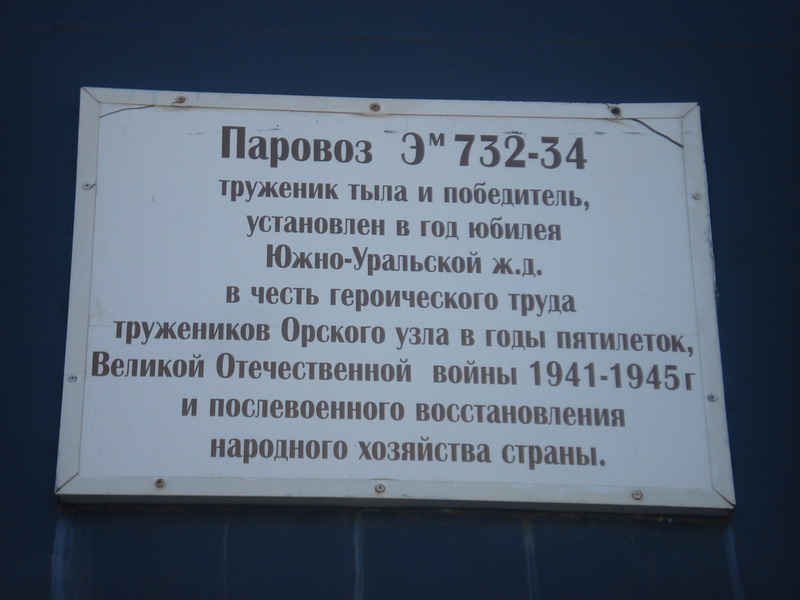 Паровоз Эᴹ 732-34
труженик тыла и победитель,
установлен в год юбилея
Южно-Уральской ж.д.
в честь героического труда
тружеников Орского узла в годы пятилеток,
Великой Отечественной войны 1941-1945г
и послевоенного восстановления
народного хозяйства страны.